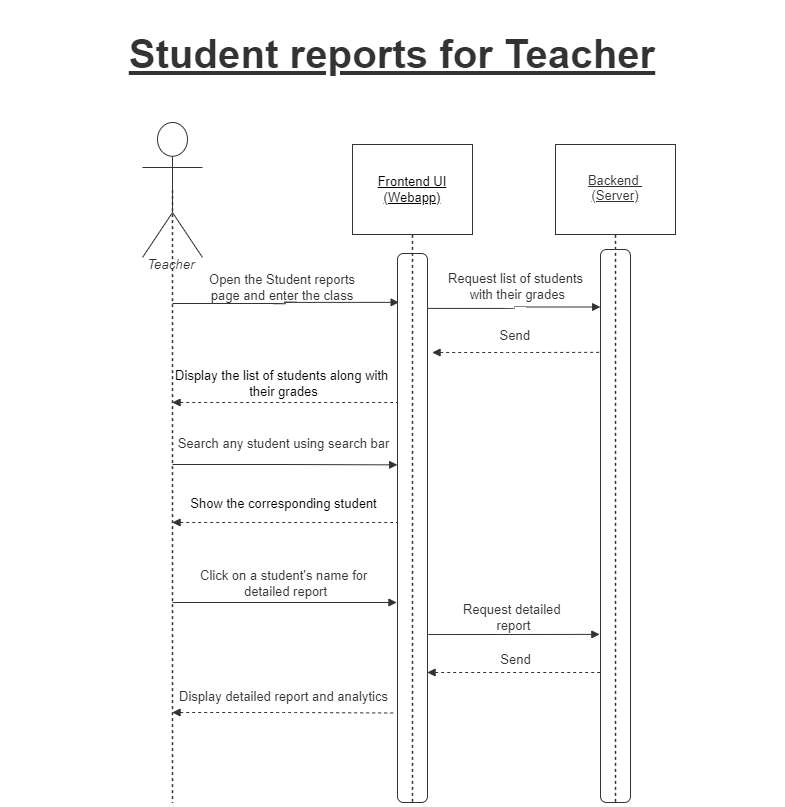 Student reports for Teacher
Frontend UI
(Webapp)
Backend
(Server)
Teacher
Open the Student reports
page and enter the class
Request list of students
with their grades
Send
Display the list of students along with
their grades
Search any student using search bar
Show the corresponding student
Click on a student's name for
detailed report
Request detailed
report
Send
Display detailed report and analytics